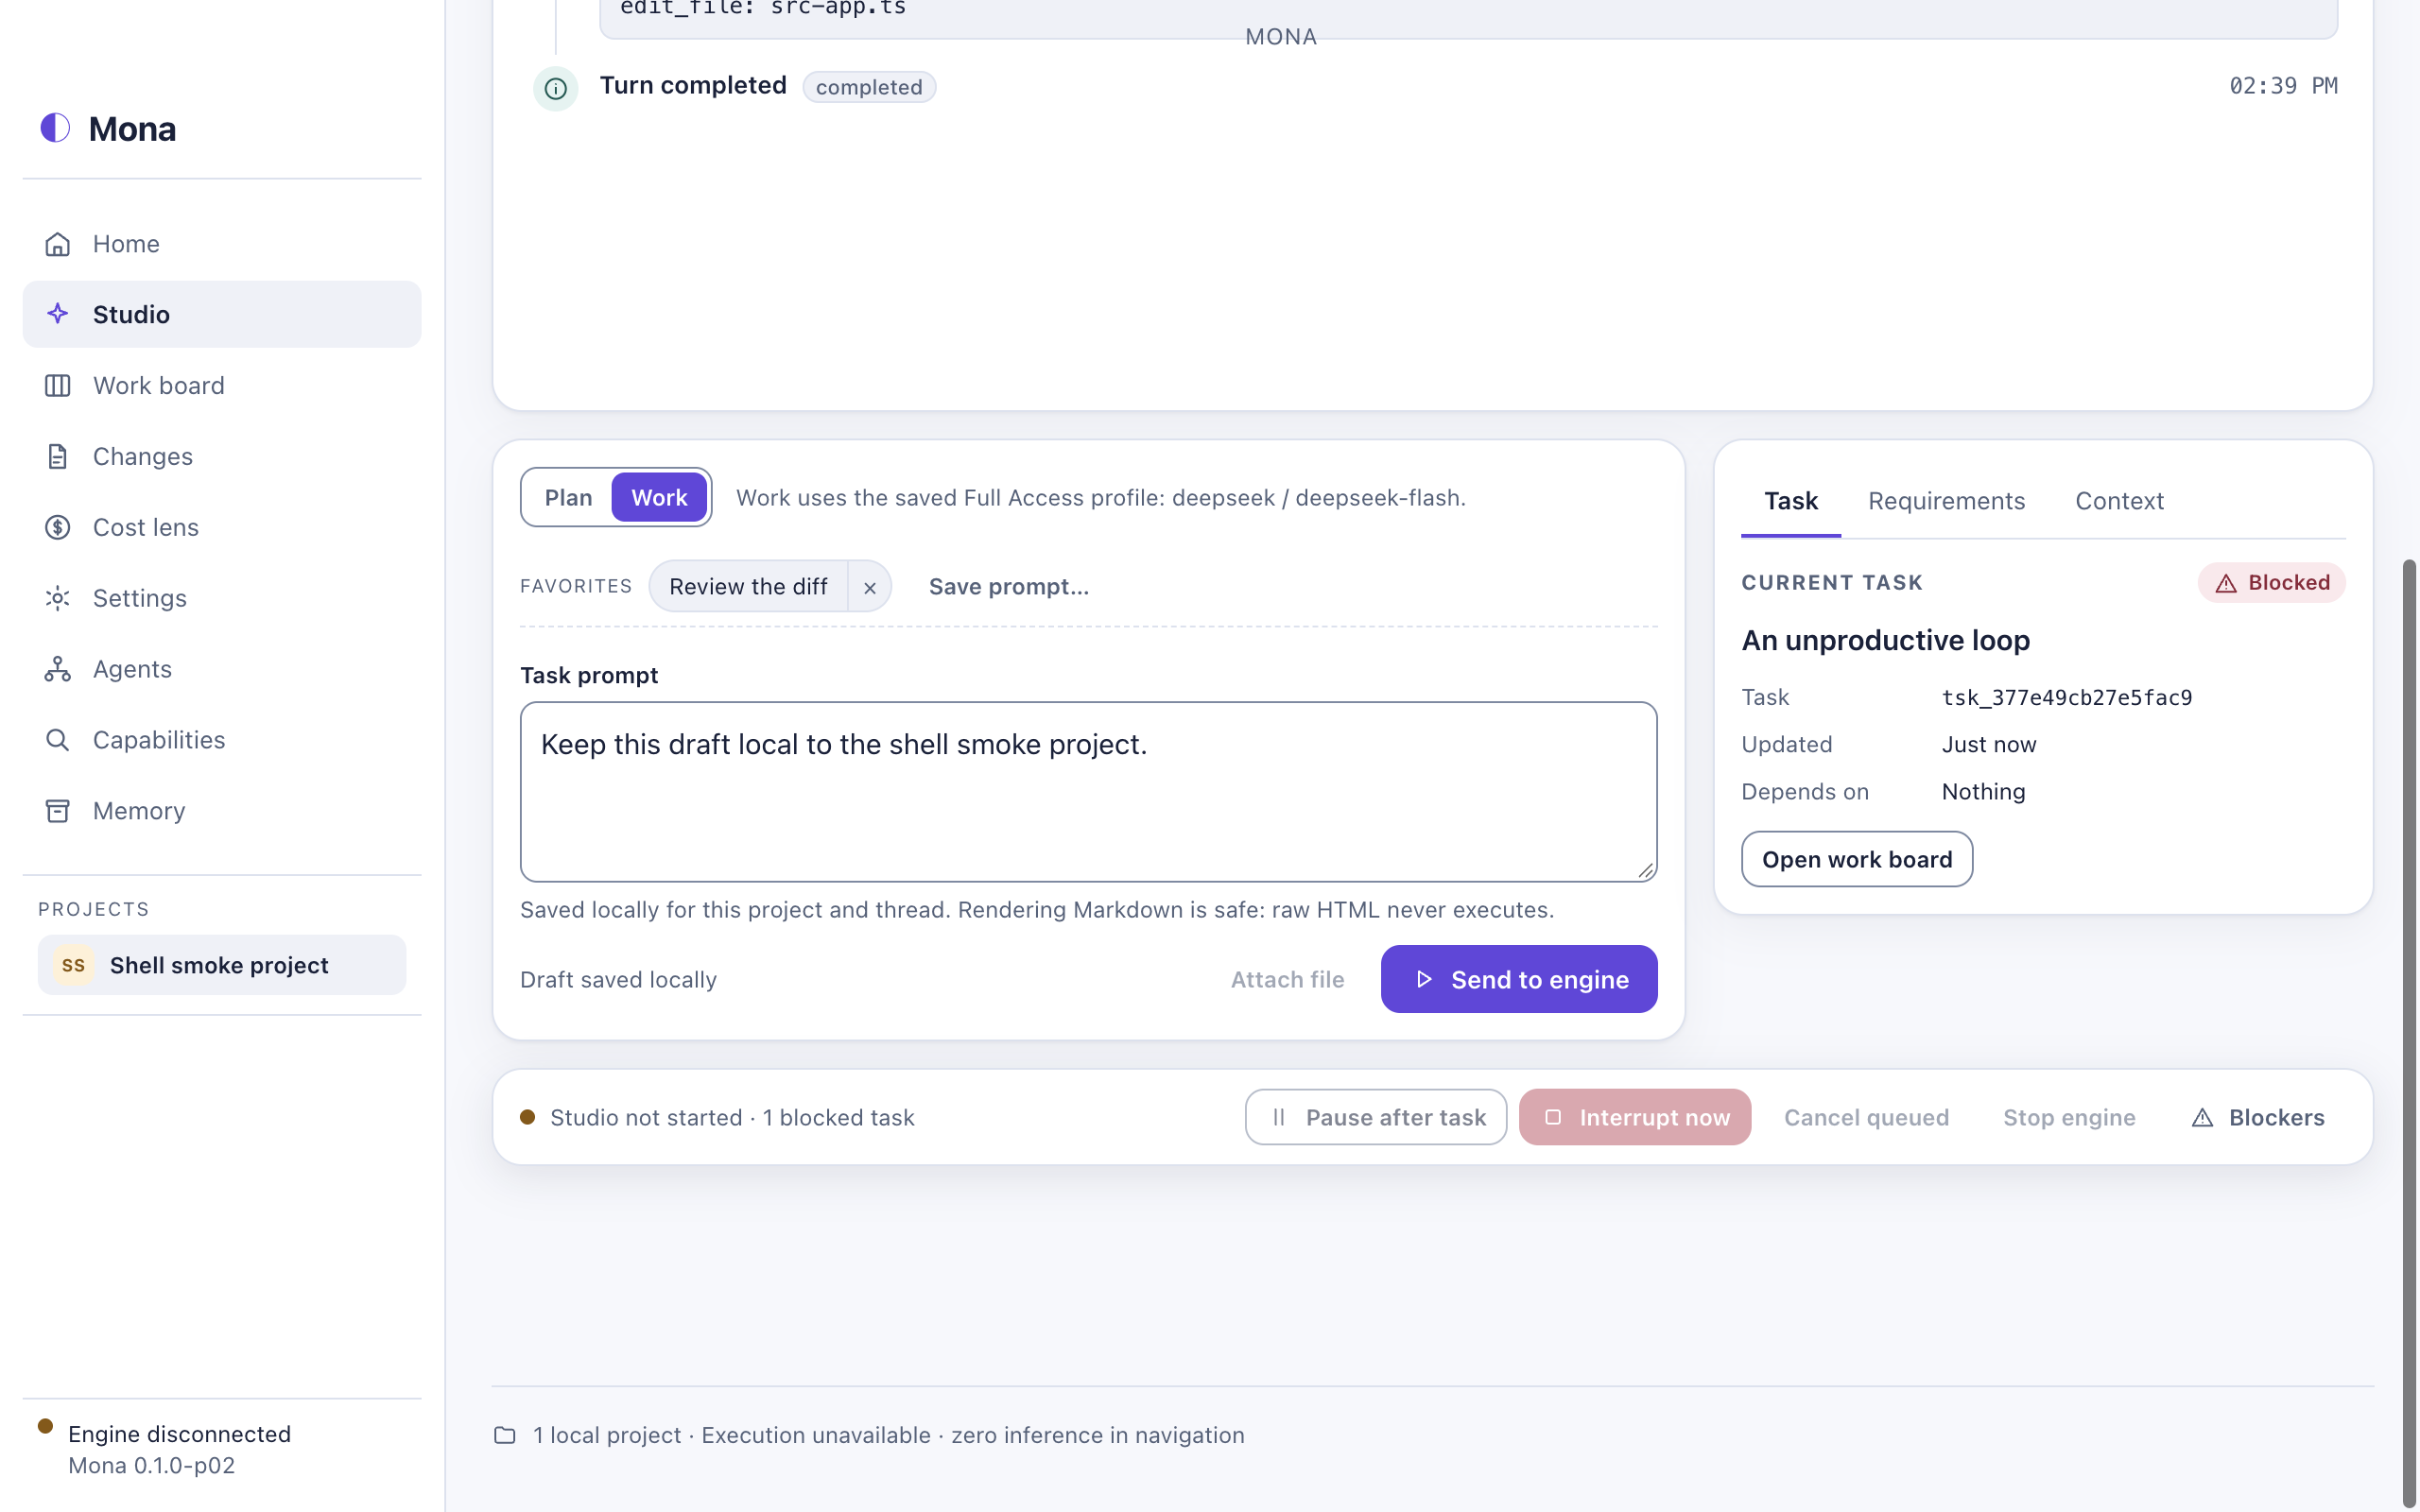 edit_file: src-app.ts
MONA
Turn completed completed 02:39 PM
Mona
Home
Studio
Work board
Changes
Cost lens
Settings
Agents
Capabilities
Memory
PROJECTS
SS Shell smoke project
Engine disconnected
Mona 0.1.0-p02
Plan Work Work uses the saved Full Access profile: deepseek / deepseek-flash.
FAVORITES Review the diff × Save prompt...
Task prompt
Keep this draft local to the shell smoke project.
Saved locally for this project and thread. Rendering Markdown is safe: raw HTML never executes.
Draft saved locally Attach file Send to engine
Task Requirements Context
CURRENT TASK Blocked
An unproductive loop
Task tsk_377e49cb27e5fac9
Updated Just now
Depends on Nothing
Open work board
Studio not started · 1 blocked task Pause after task Interrupt now Cancel queued Stop engine Blockers
1 local project · Execution unavailable · zero inference in navigation